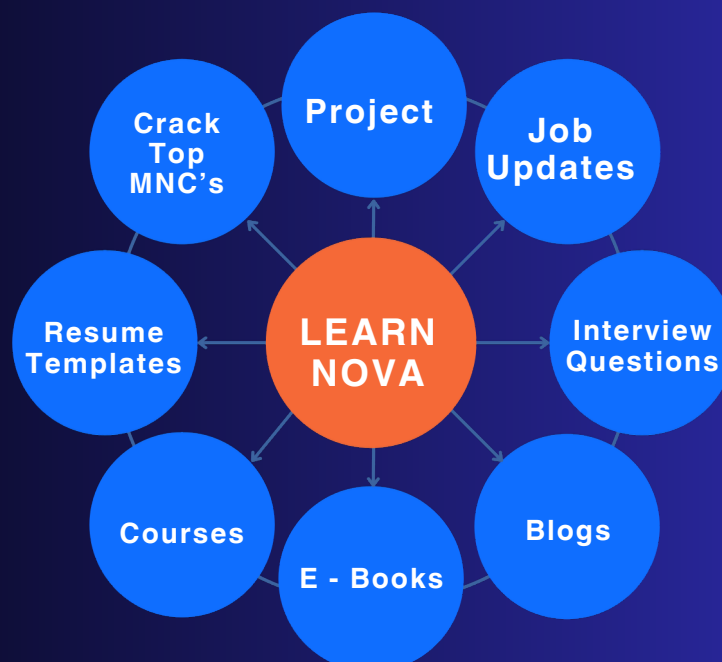 Project
Crack
Top
MNC's
Job
Updates
LEARN
NOVA
Resume
Templates
Interview
Questions
Courses
Blogs
E - Books